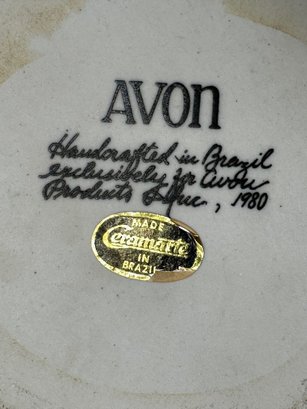 AVON
Handcrafted in Brazil
exclusively for Avon
Products, Inc., 1980
MADE
Ceramarte
IN
BRAZIL